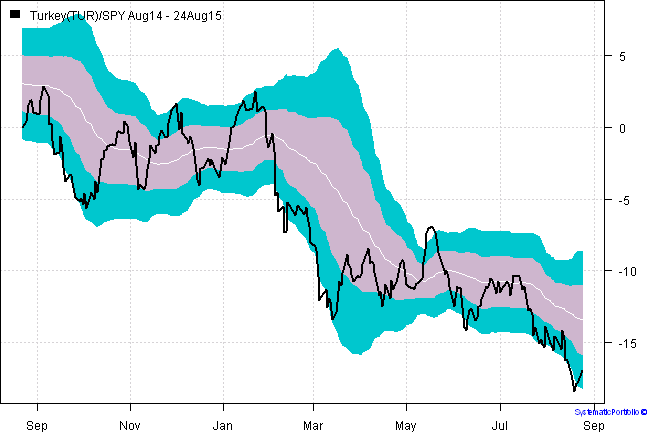 Turkey(TUR)/SPY Aug14 - 24Aug15
5
0
-5
-10
-15
Sep Nov Jan Mar May Jul Sep
SystematicPortfolio ©